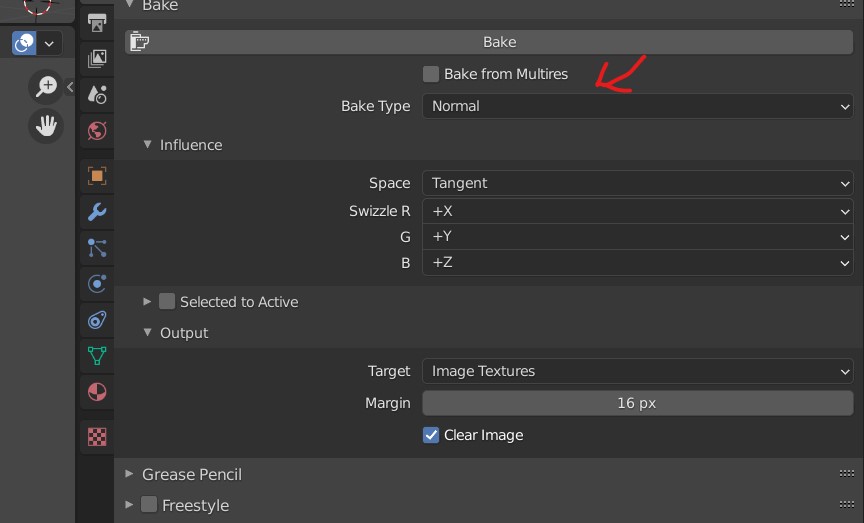 Bake
Bake
Bake from Multires
Bake Type Normal
Influence
Space Tangent
Swizzle R +X
G +Y
B +Z
Selected to Active
Output
Target Image Textures
Margin 16 px
Clear Image
Grease Pencil
Freestyle